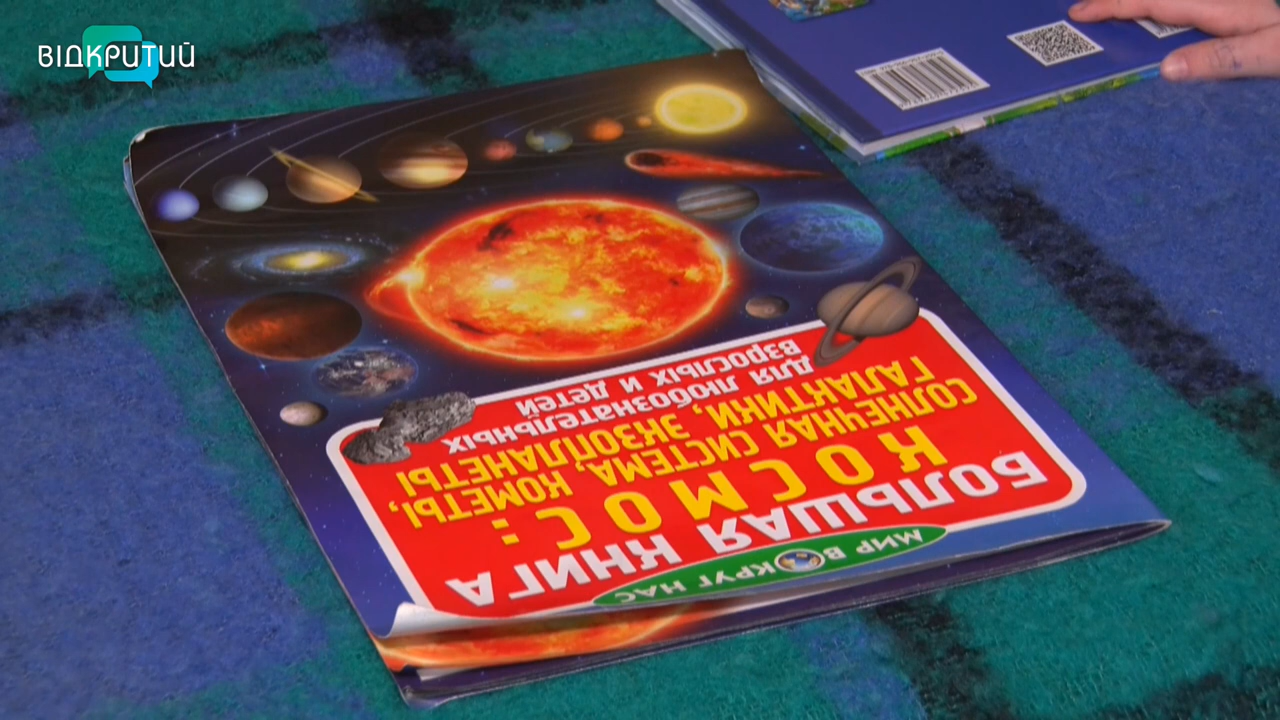 ВІДКРИТИЙ
МИР ВОКРУГ НАС
БОЛЬШАЯ КНИГА
КОСМОС:
СОЛНЕЧНАЯ СИСТЕМА, КОМЕТЫ,
ГАЛАКТИКИ, ЭКЗОПЛАНЕТЫ
ДЛЯ ЛЮБОЗНАТЕЛЬНЫХ
ВЗРОСЛЫХ И ДЕТЕЙ